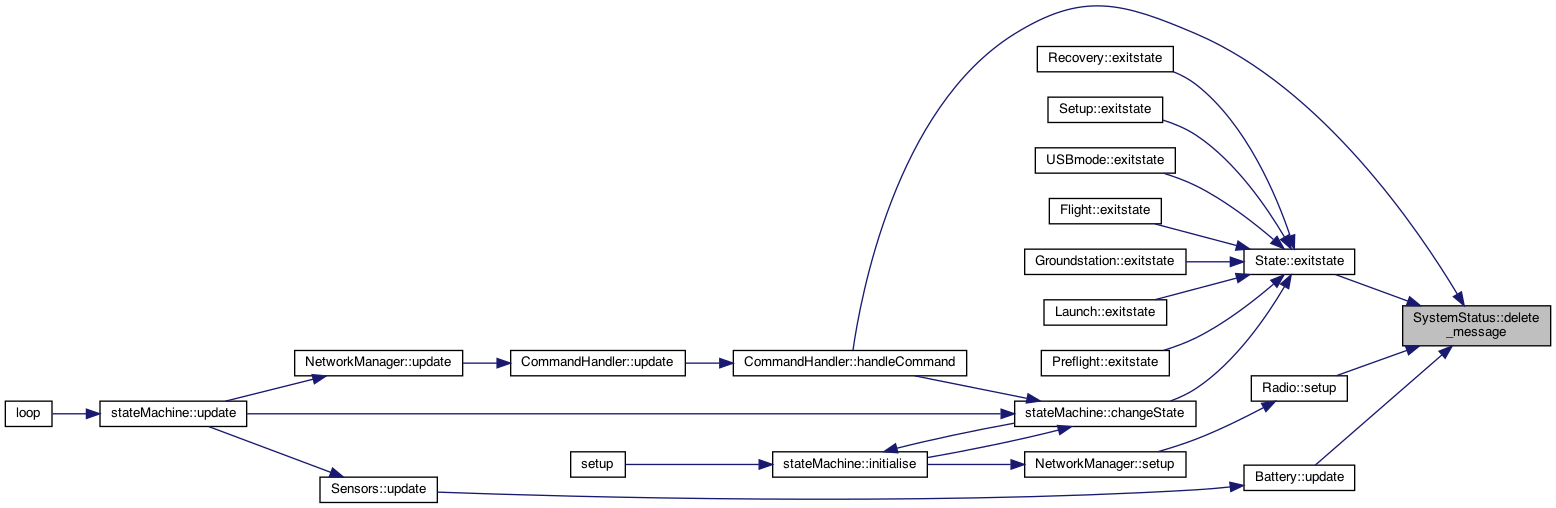 Recovery::exitstate
Setup::exitstate
USBmode::exitstate
Flight::exitstate
Groundstation::exitstate
State::exitstate
Launch::exitstate
SystemStatus::delete
_message
Preflight::exitstate
NetworkManager::update
CommandHandler::update
CommandHandler::handleCommand
Radio::setup
loop
stateMachine::update
stateMachine::changeState
setup
stateMachine::initialise
NetworkManager::setup
Battery::update
Sensors::update